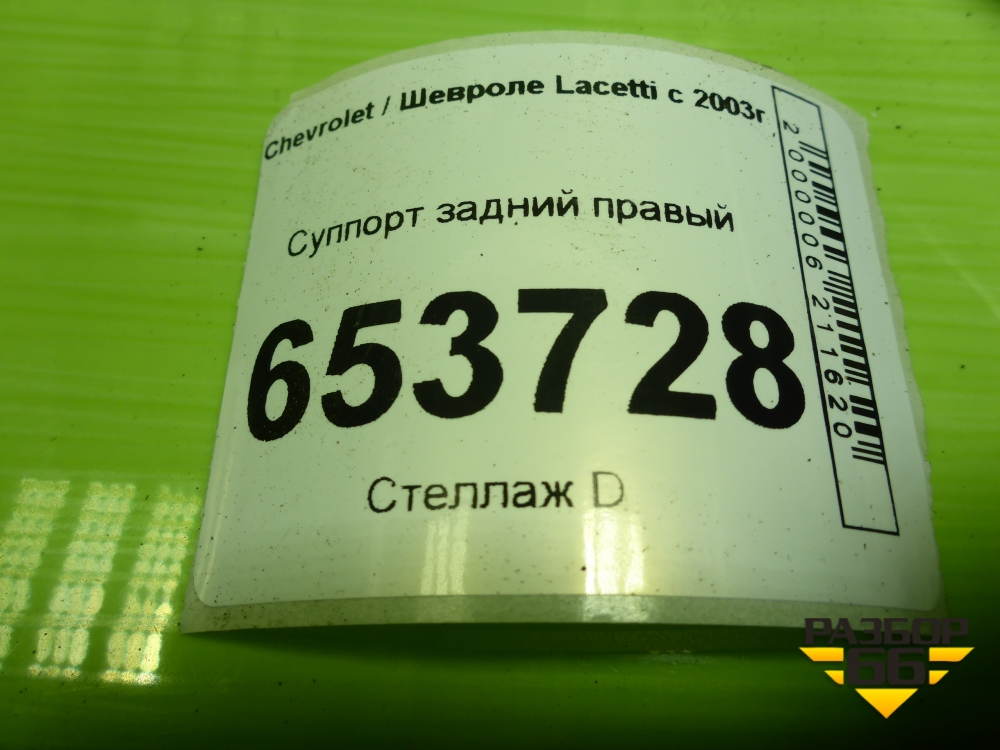 Chevrolet / Шевроле Lacetti с 2003г
Суппорт задний правый
653728
Стеллаж D
2000006211620
РАЗБОР
66